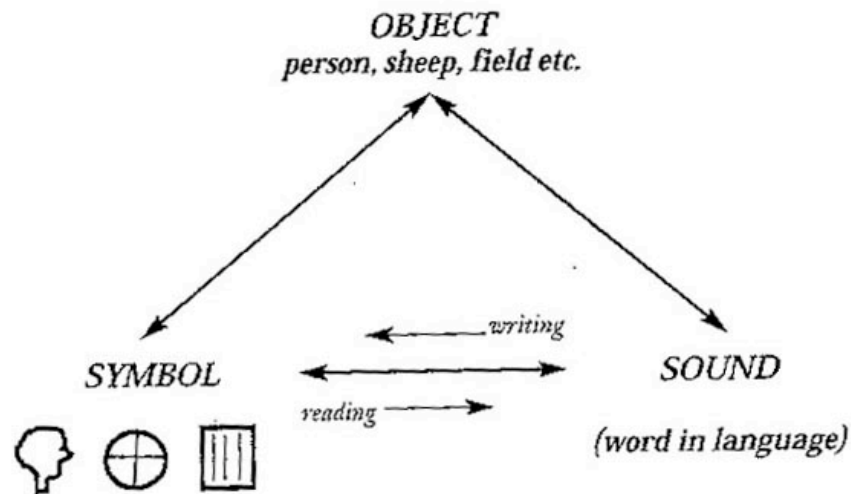 OBJECT
person, sheep, field etc.
writing
SYMBOL
SOUND
reading
(word in language)